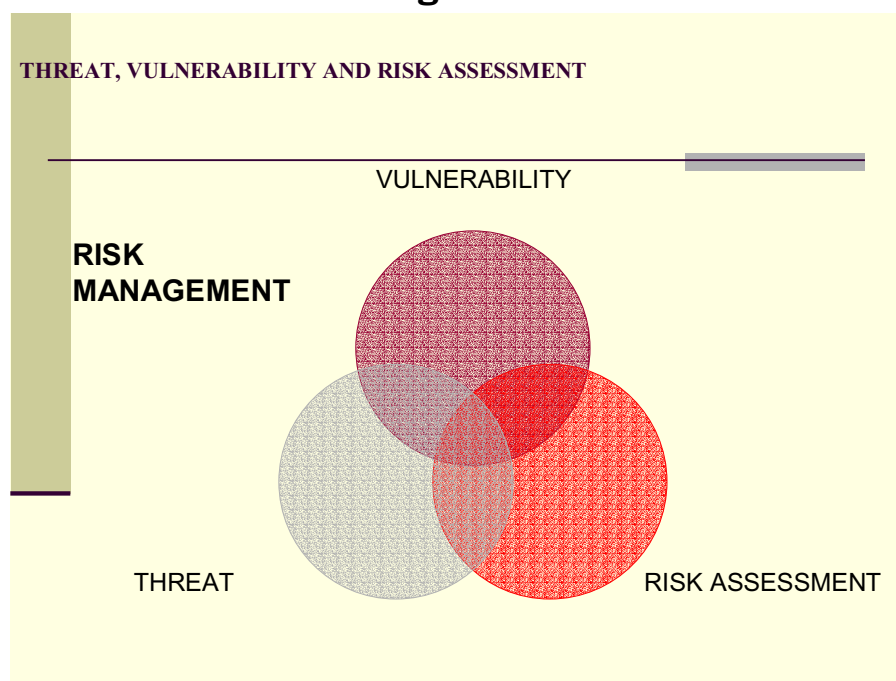 THREAT, VULNERABILITY AND RISK ASSESSMENT
VULNERABILITY
RISK
MANAGEMENT
THREAT
RISK ASSESSMENT